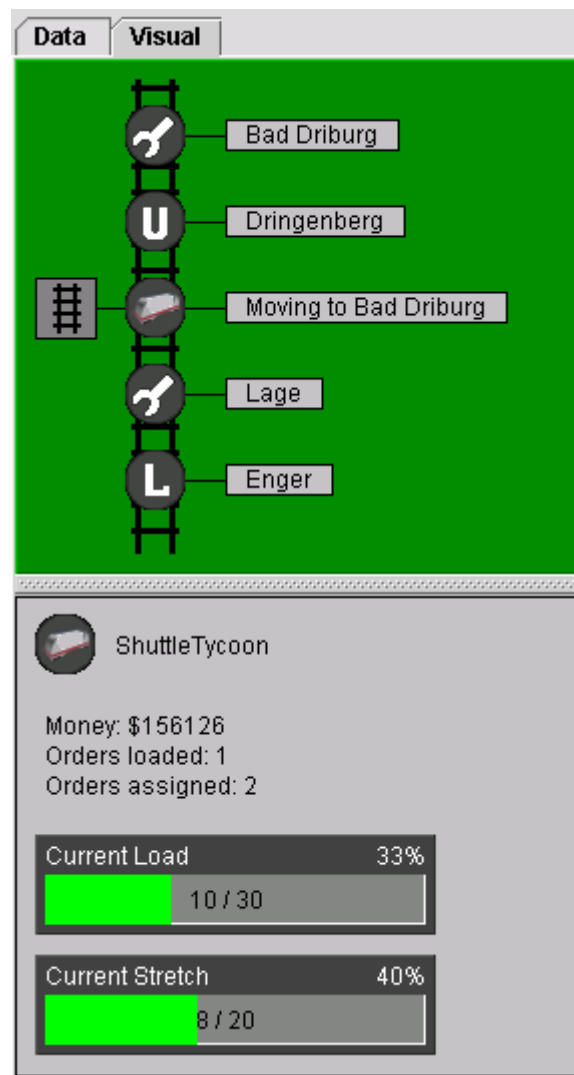 Data Visual
Bad Driburg
U Dringenberg
Moving to Bad Driburg
Lage
L Enger
ShuttleTycoon
Money: $156126
Orders loaded: 1
Orders assigned: 2
Current Load 33%
10 / 30
Current Stretch 40%
8 / 20